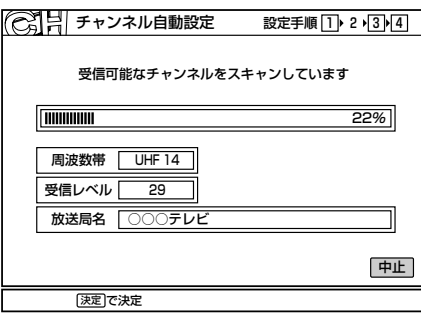 CH チャンネル自動設定 設定手順 1 2 3 4
受信可能なチャンネルをスキャンしています
22%
周波数帯 UHF 14
受信レベル 29
放送局名 ○○○テレビ
中止
決定で決定